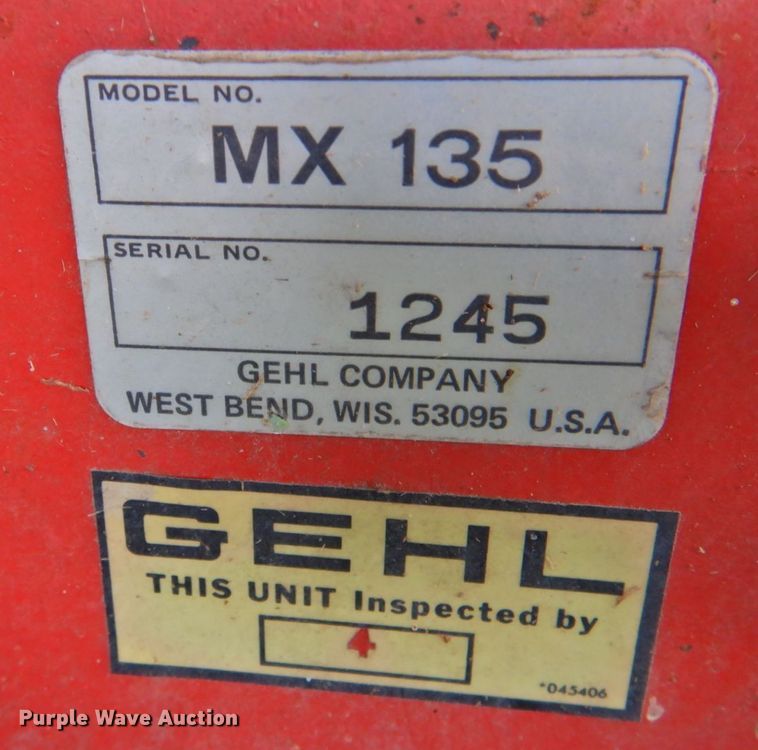 MODEL NO.
MX 135
SERIAL NO.
1245
GEHL COMPANY
WEST BEND, WIS. 53095 U.S.A.
GEHL
THIS UNIT Inspected by
4
*045406
Purple Wave Auction